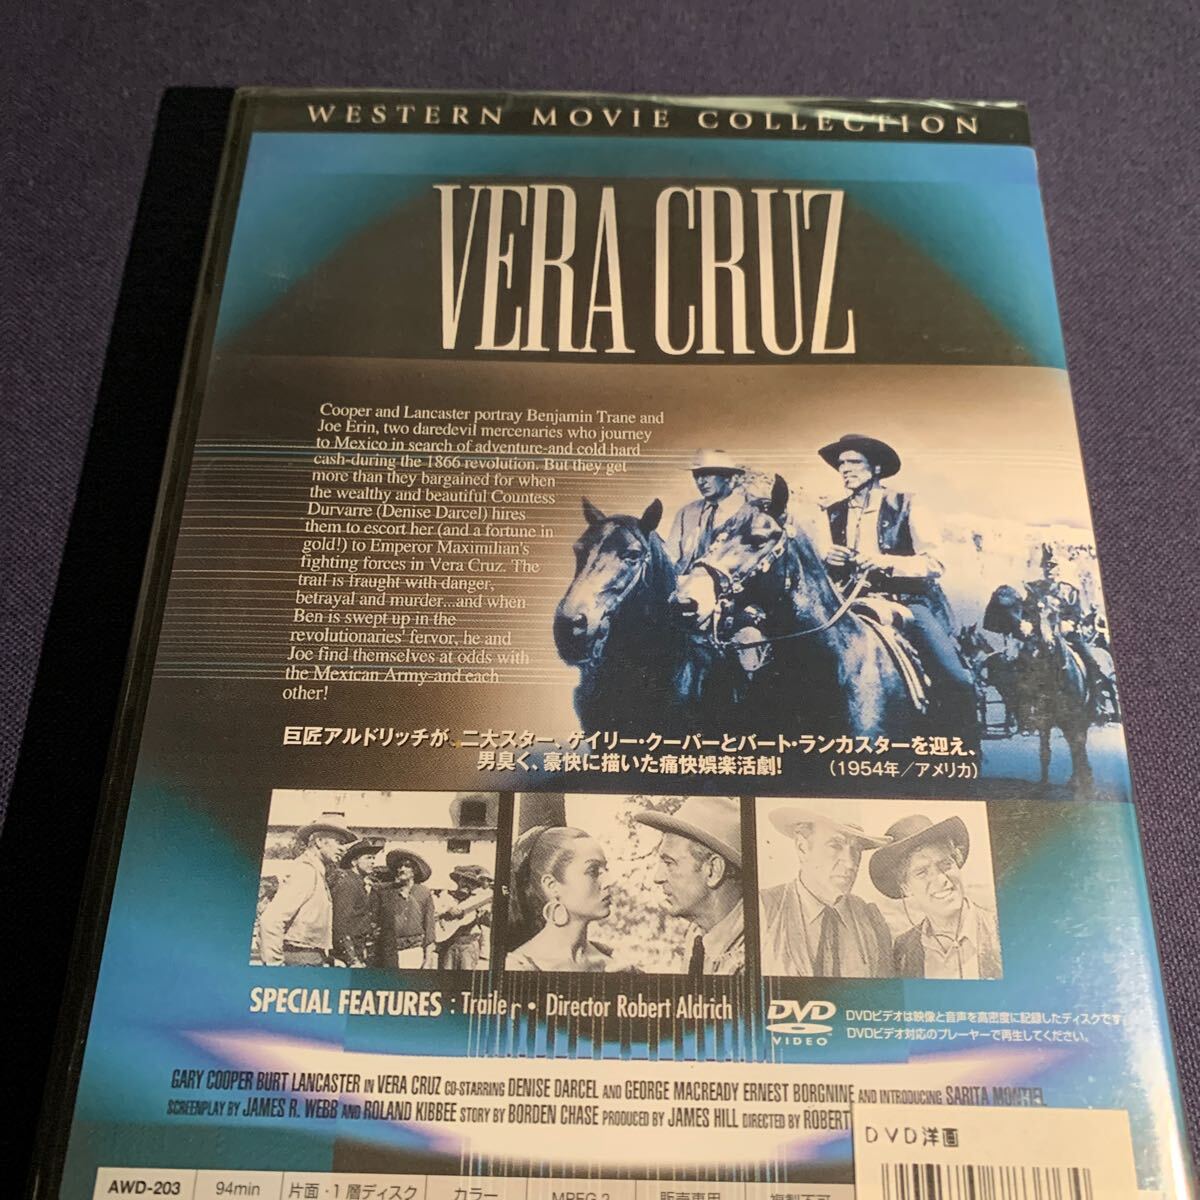 WESTERN MOVIE COLLECTION
VERA CRUZ
Cooper and Lancaster portray Benjamin Trane and
Joe Erin, two daredevil mercenaries who journey
to Mexico in search of adventure-and cold hard
cash-during the 1866 revolution. But they get
more than they bargained for when
the wealthy and beautiful Countess
Durvarre (Denise Darcel) hires
them to escort her (and a fortune in
gold!) to Emperor Maximilian's
fighting forces in Vera Cruz. The
trail is fraught with danger,
betrayal and murder...and when
Ben is swept up in the
revolutionaries' fervor, he and
Joe find themselves at odds with
the Mexican Army-and each
other!
巨匠アルドリッチが、二大スター、ゲイリー・クーパーとバート・ランカスターを迎え、
男臭く、豪快に描いた痛快娯楽活劇! (1954年/アメリカ)
SPECIAL FEATURES : Trailer • Director Robert Aldrich
DVD
VIDEO
DVDビデオは映像と音声を高密度に記録したディスクです
DVDビデオ対応のプレーヤーで再生してください。
GARY COOPER BURT LANCASTER IN VERA CRUZ CO-STARRING DENISE DARCEL AND GEORGE MACREADY ERNEST BORGNINE AND INTRODUCING SARITA MONTIEL
SCREENPLAY BY JAMES R. WEBB AND ROLAND KIBBEE STORY BY BORDEN CHASE PRODUCED BY JAMES HILL DIRECTED BY ROBERT
DVD洋画
AWD-203 94min 片面・1層ディスク カラー MPEG 2 販売専用 複製不可